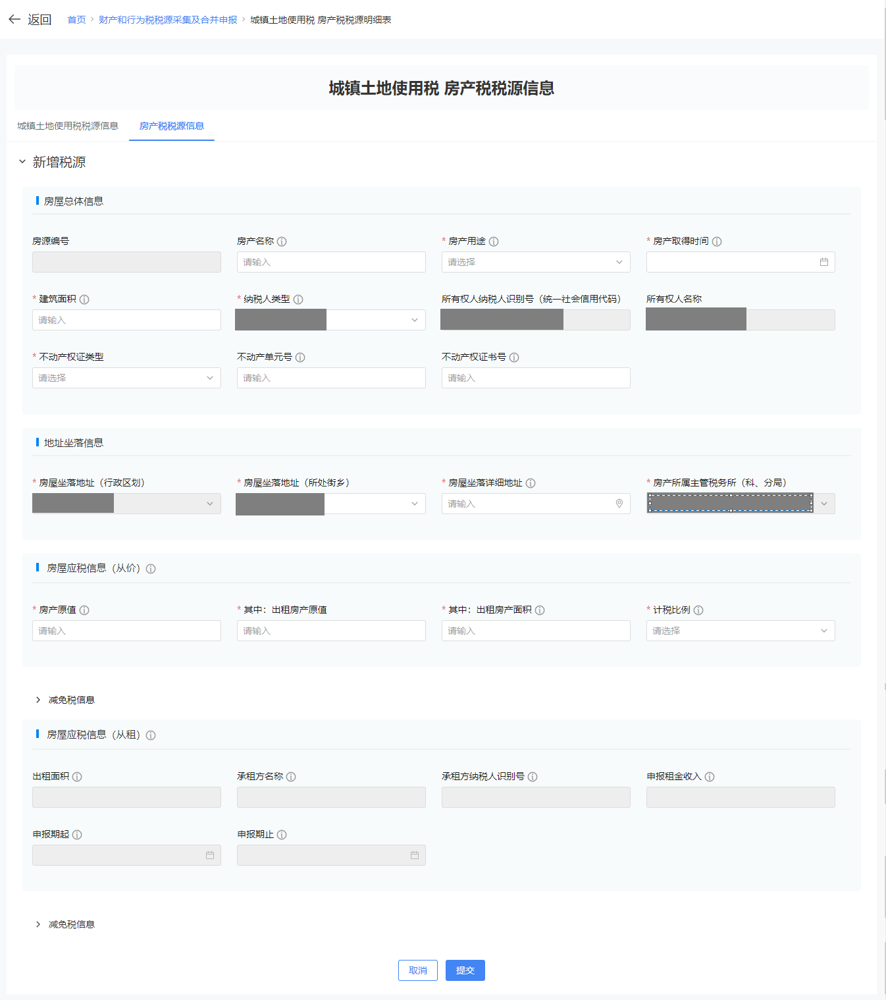 返回 首页 > 财产和行为税税源采集及合并申报 > 城镇土地使用税 房产税税源明细表
城镇土地使用税 房产税税源信息
城镇土地使用税税源信息 房产税税源信息
新增税源
房屋总体信息
房源编号 房产名称 * 房产用途 * 房产取得时间
请输入 请选择
* 建筑面积 * 纳税人类型 所有权人纳税人识别号（统一社会信用代码） 所有权人名称
请输入
* 不动产权证类型 不动产单元号 不动产权证书号
请选择 请输入 请输入
地址坐落信息
* 房屋坐落地址（行政区划） * 房屋坐落地址（所处街乡） * 房屋坐落详细地址 * 房产所属主管税务所（科、分局）
请输入
房屋应税信息（从价）
* 房产原值 * 其中：出租房产原值 * 其中：出租房产面积 * 计税比例
请输入 请输入 请输入 请选择
减免税信息
房屋应税信息（从租）
出租面积 承租方名称 承租方纳税人识别号 申报租金收入
申报期起 申报期止
减免税信息
取消 提交